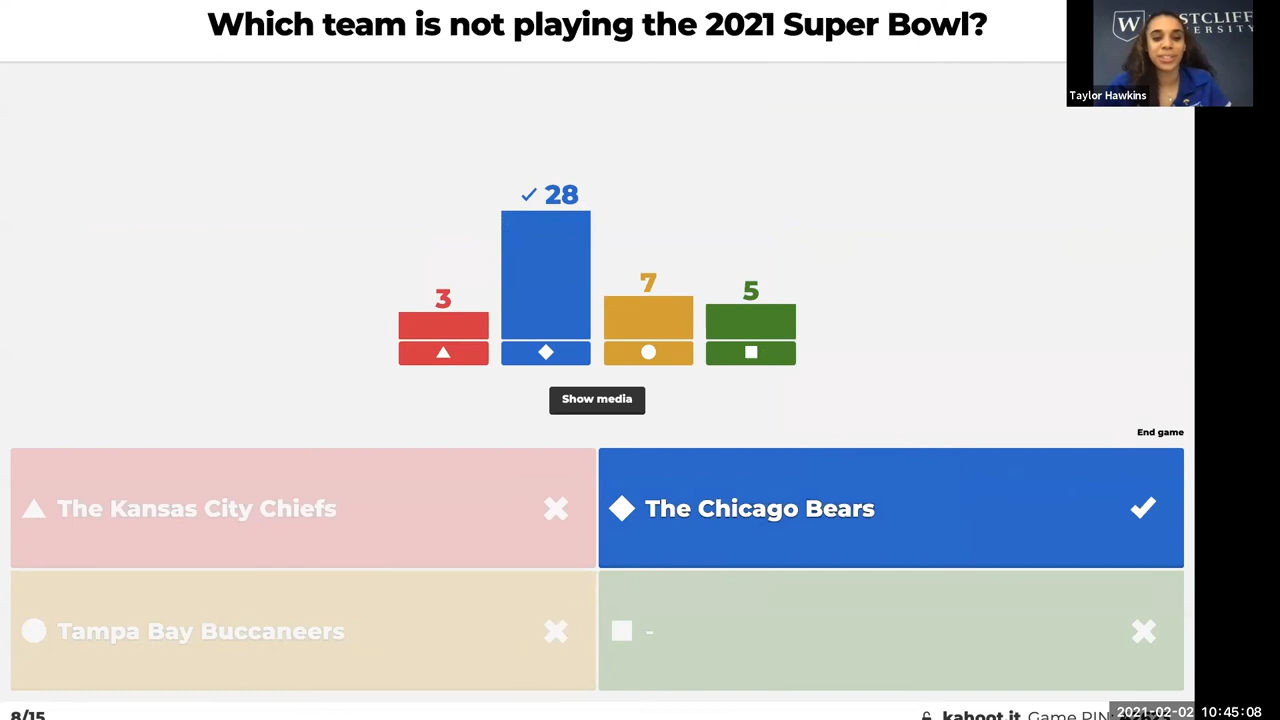 Which team is not playing the 2021 Super Bowl?
W WESTCLIFF
UNIVERSITY
Taylor Hawkins
28
3
7
5
Show media
End game
The Kansas City Chiefs
The Chicago Bears
Tampa Bay Buccaneers
-
8/15
kahoot.it Game PIN:
2021-02-02 10:45:08